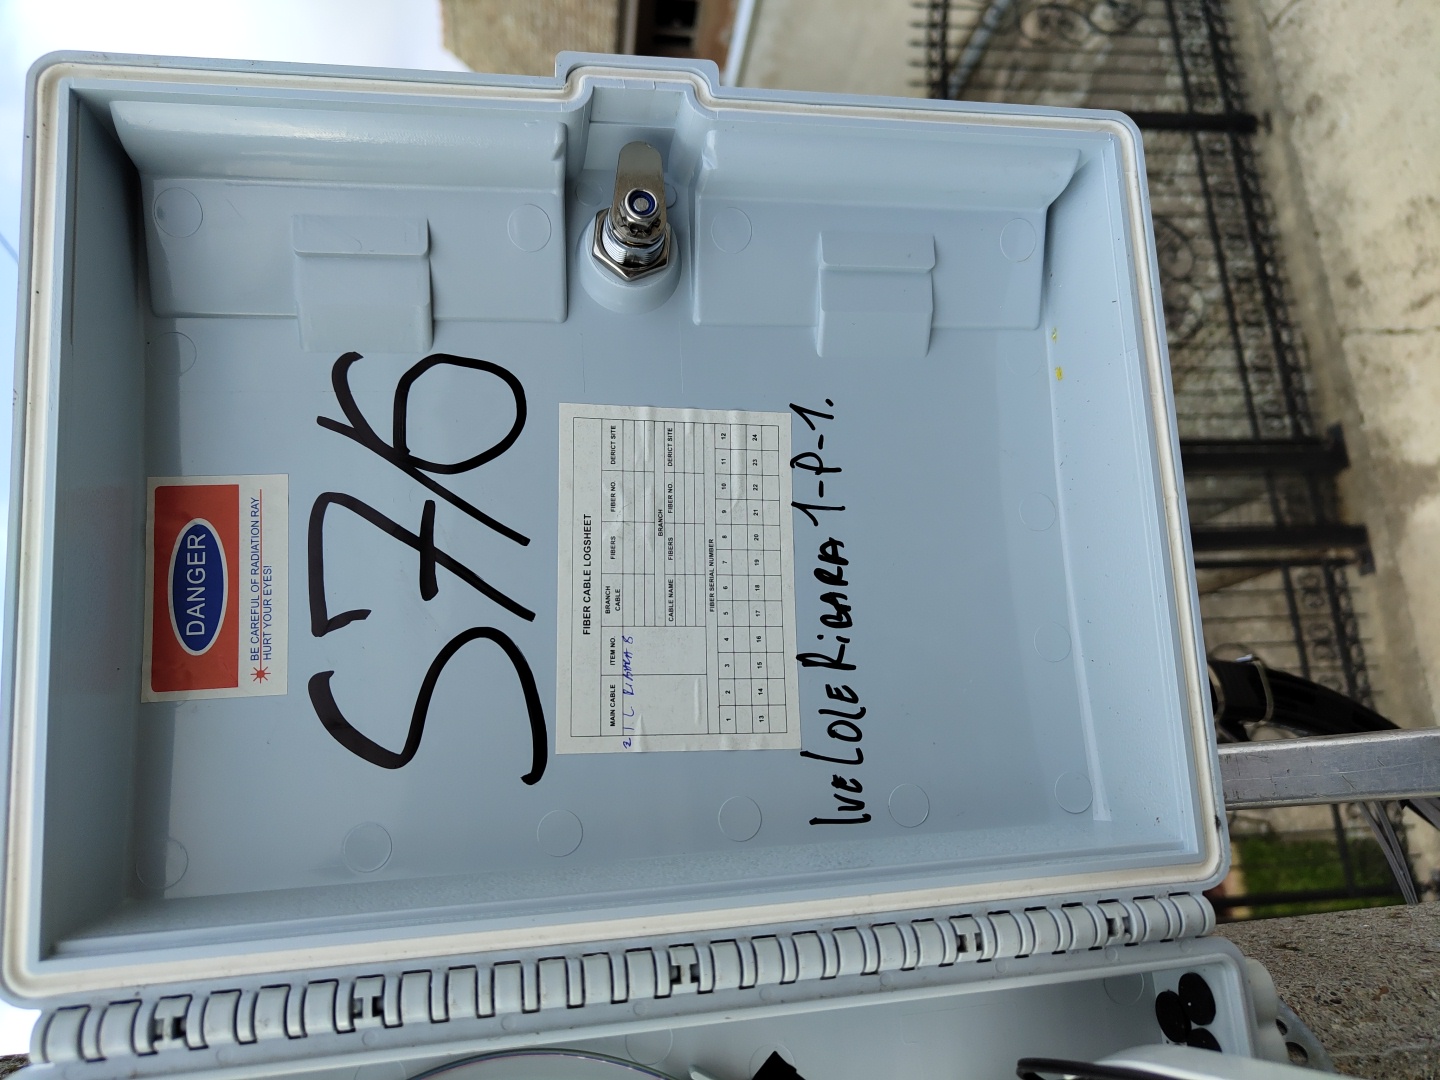 DANGER
BE CAREFUL OF RADIATION RAY
HURT YOUR EYES!
S76
FIBER CABLE LOGSHEET
MAIN CABLE ITEM NO. BRANCH CABLE FIBERS FIBER NO. DERICT SITE
BRANCH
CABLE NAME FIBERS FIBER NO. DERICT SITE
FIBER SERIAL NUMBER
1 2 3 4 5 6 7 8 9 10 11 12
13 14 15 16 17 18 19 20 21 22 23 24
IVE LOLE RiGARA 1-P-1.